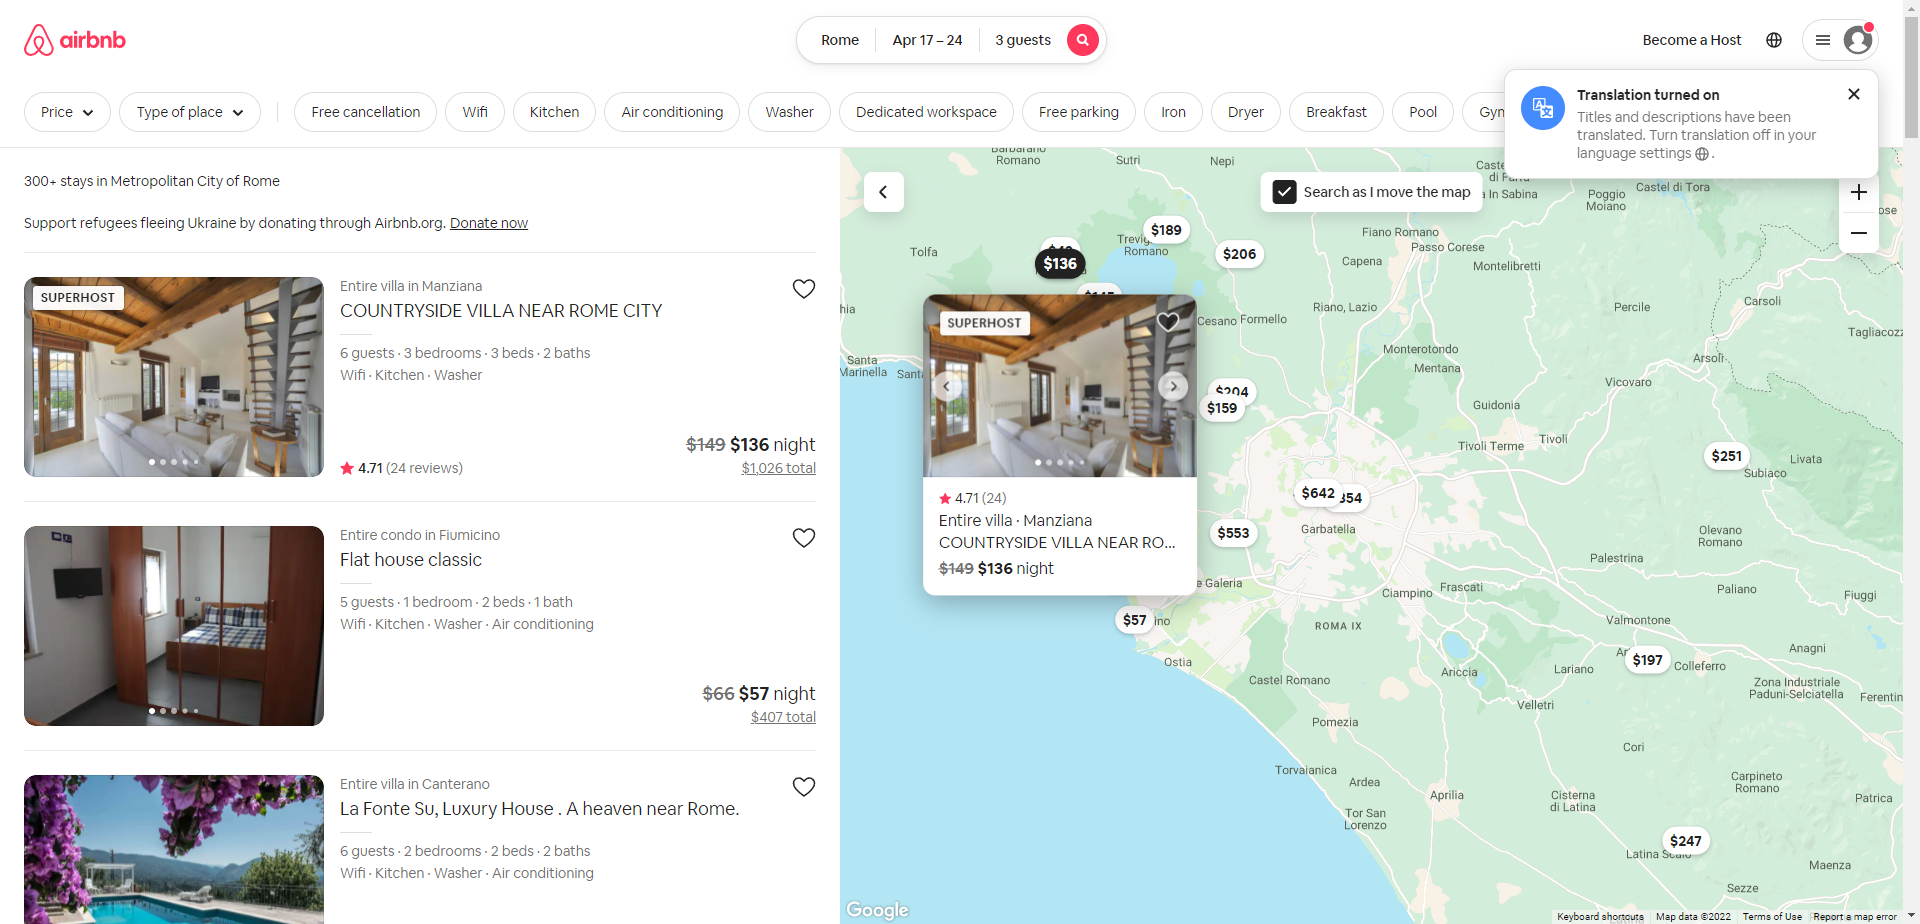 airbnb
Rome
Apr 17 – 24
3 guests
Become a Host
Price
Type of place
Free cancellation
Wifi
Kitchen
Air conditioning
Washer
Dedicated workspace
Free parking
Iron
Dryer
Breakfast
Pool
Translation turned on
Titles and descriptions have been
translated. Turn translation off in your
language settings .
300+ stays in Metropolitan City of Rome
Support refugees fleeing Ukraine by donating through Airbnb.org. Donate now
SUPERHOST
Entire villa in Manziana
COUNTRYSIDE VILLA NEAR ROME CITY
6 guests · 3 bedrooms · 3 beds · 2 baths
Wifi · Kitchen · Washer
$149 $136 night
4.71 (24 reviews)
$1,026 total
Entire condo in Fiumicino
Flat house classic
5 guests · 1 bedroom · 2 beds · 1 bath
Wifi · Kitchen · Washer · Air conditioning
$66 $57 night
$407 total
Entire villa in Canterano
La Fonte Su, Luxury House . A heaven near Rome.
6 guests · 2 bedrooms · 2 beds · 2 baths
Wifi · Kitchen · Washer · Air conditioning
Search as I move the map
Romano
Sutri
Nepi
In Sabina
Poggio
Moiano
Castel di Tora
$189
$206
$136
Tolfa
Romano
Fiano Romano
Passo Corese
Capena
Montelibretti
Riano, Lazio
Percile
Carsoli
Cesano
Formello
Santa
Marinella
Monterotondo
Mentana
Arsoli
Vicovaro
$204
$159
Guidonia
Tivoli Terme
Tivoli
$251
Subiaco
Livata
$642
Garbatella
$553
Olevano
Romano
Palestrina
Ciampino
Frascati
Paliano
Fiuggi
$57
ROMA IX
Valmontone
Anagni
Ostia
Castel Romano
Ariccia
Lariano
$197
Colleferro
Zona Industriale
Paduni-Selciatella
Velletri
Pomezia
Cori
Torvaianica
Ardea
Aprilia
Cisterna
di Latina
Carpineto
Romano
Patrica
Tor San
Lorenzo
$247
Latina Scalo
Maenza
Sezze
SUPERHOST
4.71 (24)
Entire villa · Manziana
COUNTRYSIDE VILLA NEAR RO...
$149 $136 night
Google
Keyboard shortcuts
Map data ©2022
Terms of Use
Report a map error